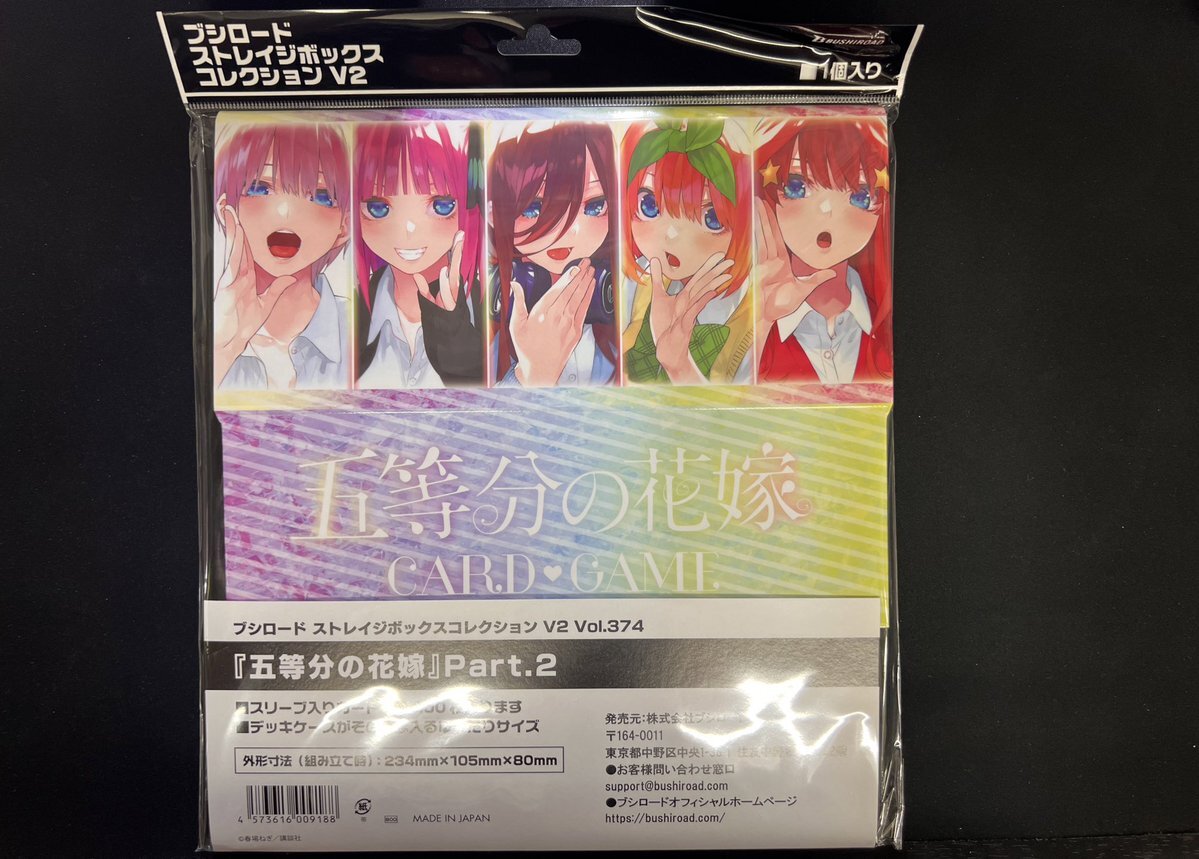 ブシロード
ストレイジボックス
コレクション V2
BUSHIROAD
■1個入り
五等分の花嫁
CARD♥GAME
ブシロード ストレイジボックスコレクション V2 Vol.374
『五等分の花嫁』Part.2
■スリーブ入りカード
ます
■デッキケースが
サイズ
外形寸法（組み立て時）：234mm×105mm×80mm
発売元：株式会社ブシロード
〒164-0011
東京都中野区中央1-38-1
●お客様問い合わせ窓口
support@bushiroad.com
●ブシロードオフィシャルホームページ
https://bushiroad.com/
4 573616 009188
紙
MADE IN JAPAN
©春場ねぎ／講談社